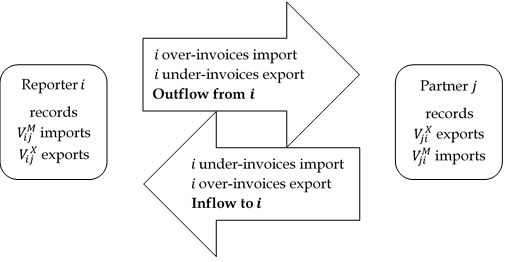 Reporter i
records
V_{ij}^{M} imports
V_{ij}^{X} exports
i over-invoices import
i under-invoices export
Outflow from i
i under-invoices import
i over-invoices export
Inflow to i
Partner j
records
V_{ji}^{X} exports
V_{ji}^{M} imports